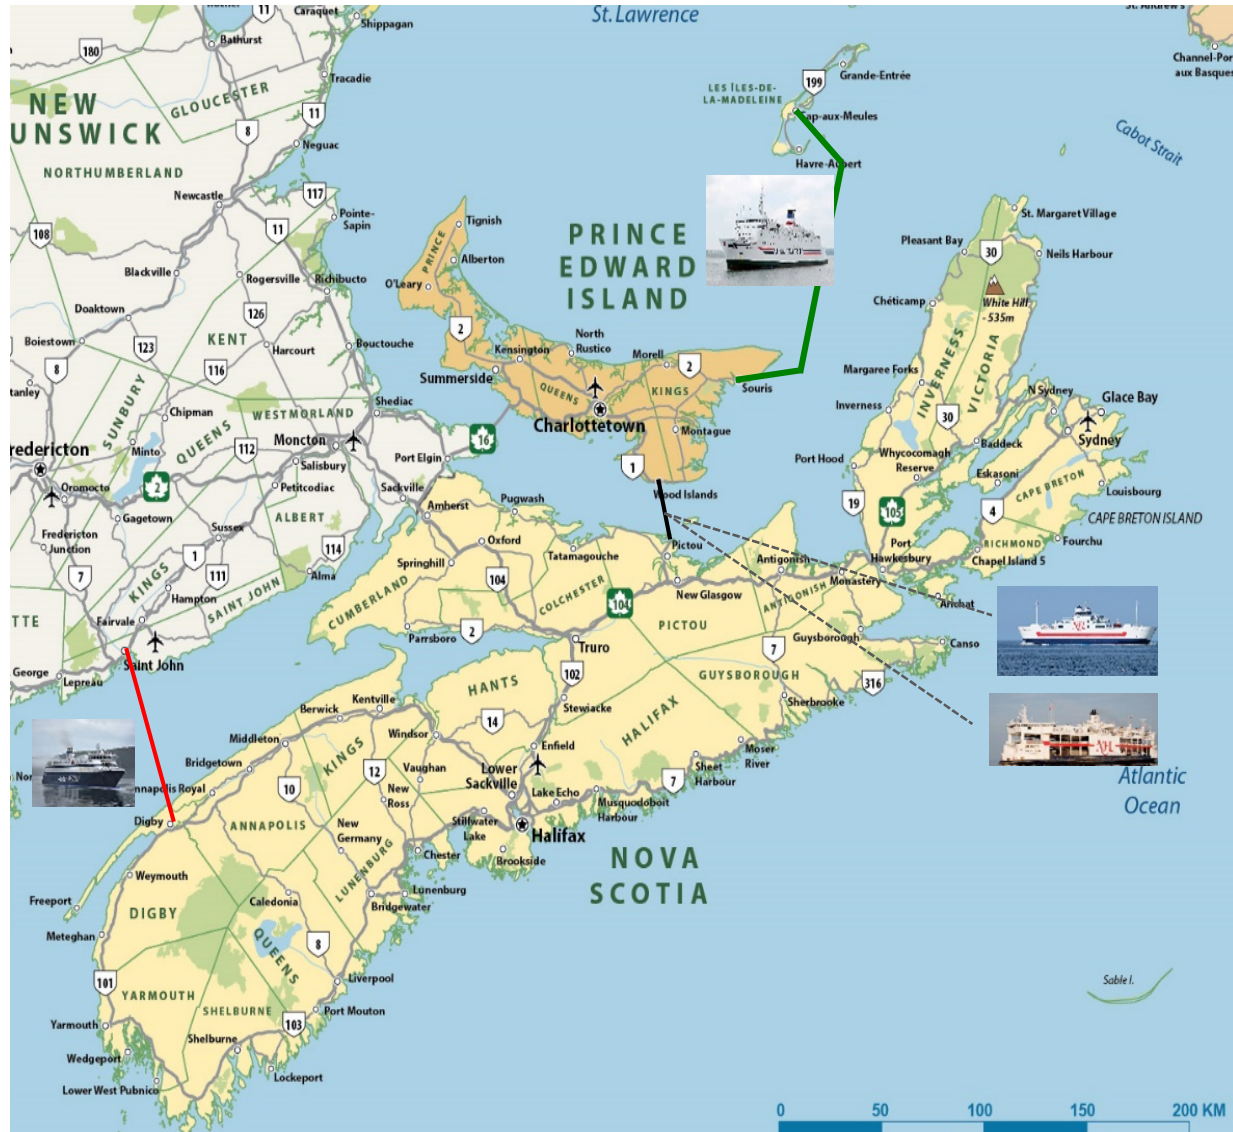 St. Lawrence
St. Andrew's
Channel-Por
aux Basques
Caraquet
Shippagan
11
Bathurst
180
Tracadie
GLOUCESTER
NEW
UNSWICK
8
11
Neguac
NORTHUMBERLAND
Newcastle
117
11
Pointe-
Sapin
108
Blackville
Rogersville
Richibucto
Doaktown
126
Boiestown
123
KENT
Bouctouche
8
116
Harcourt
tanley
SUNBURY
Chipman
WESTMORLAND
Shediac
QUEENS
Moncton
redericton
Minto
112
Salisbury
Port Elgin
16
Oromocto
2
Petitcodiac
Sackville
Gagetown
Fredericton
Junction
Sussex
ALBERT
1
114
7
KINGS
111
Alma
Hampton
SAINT JOHN
TTE
Fairvale
George
Saint John
Lepreau
LES ÎLES-DE-
LA-MADELEINE
199
Grande-Entrée
Cap-aux-Meules
Havre-Aubert
Cabot Strait
PRINCE
EDWARD
ISLAND
Tignish
PRINCE
Alberton
O'Leary
2
North
Rustico
Kensington
Morell
2
Summerside
QUEENS
KINGS
Souris
Charlottetown
Montague
1
Wood Islands
St. Margaret Village
Pleasant Bay
30
Neils Harbour
Chéticamp
White Hill
- 535m
INVERNESS
VICTORIA
Margaree Forks
N Sydney
Glace Bay
Inverness
30
Sydney
Baddeck
Port Hood
Whycocomagh
Reserve
Eskasoni
CAPE BRETON
Louisbourg
19
105
4
CAPE BRETON ISLAND
RICHMOND
Fourchu
Port
Hawkesbury
Chapel Island 5
Amherst
Pugwash
Oxford
Tatamagouche
Pictou
Antigonish
Springhill
104
COLCHESTER
104
New Glasgow
ANTIGONISH
Monastery
Arichat
CUMBERLAND
PICTOU
Parrsboro
2
Guysborough
Canso
Truro
7
102
GUYSBOROUGH
316
HANTS
Sherbrooke
Kentville
Stewiacke
Berwick
14
HALIFAX
Windsor
Middleton
Enfield
Moser
River
Bridgetown
KINGS
12
Vaughan
Lower
Sackville
Sheet
Harbour
7
nnapolis Royal
10
New
Ross
Lake Echo
Musquodoboit
Harbour
Digby
ANNAPOLIS
New
Germany
Stillwater
Lake
Halifax
Chester
Brookside
LUNENBURG
Weymouth
Lunenburg
NOVA
SCOTIA
Freeport
DIGBY
Caledonia
Bridgewater
Meteghan
QUEENS
8
101
Liverpool
YARMOUTH
SHELBURNE
Port Mouton
103
Yarmouth
Shelburne
Wedgeport
Lockeport
Lower West Pubnico
NFL
NFL
Atlantic
Ocean
Sable I.
0 50 100 150 200 KM